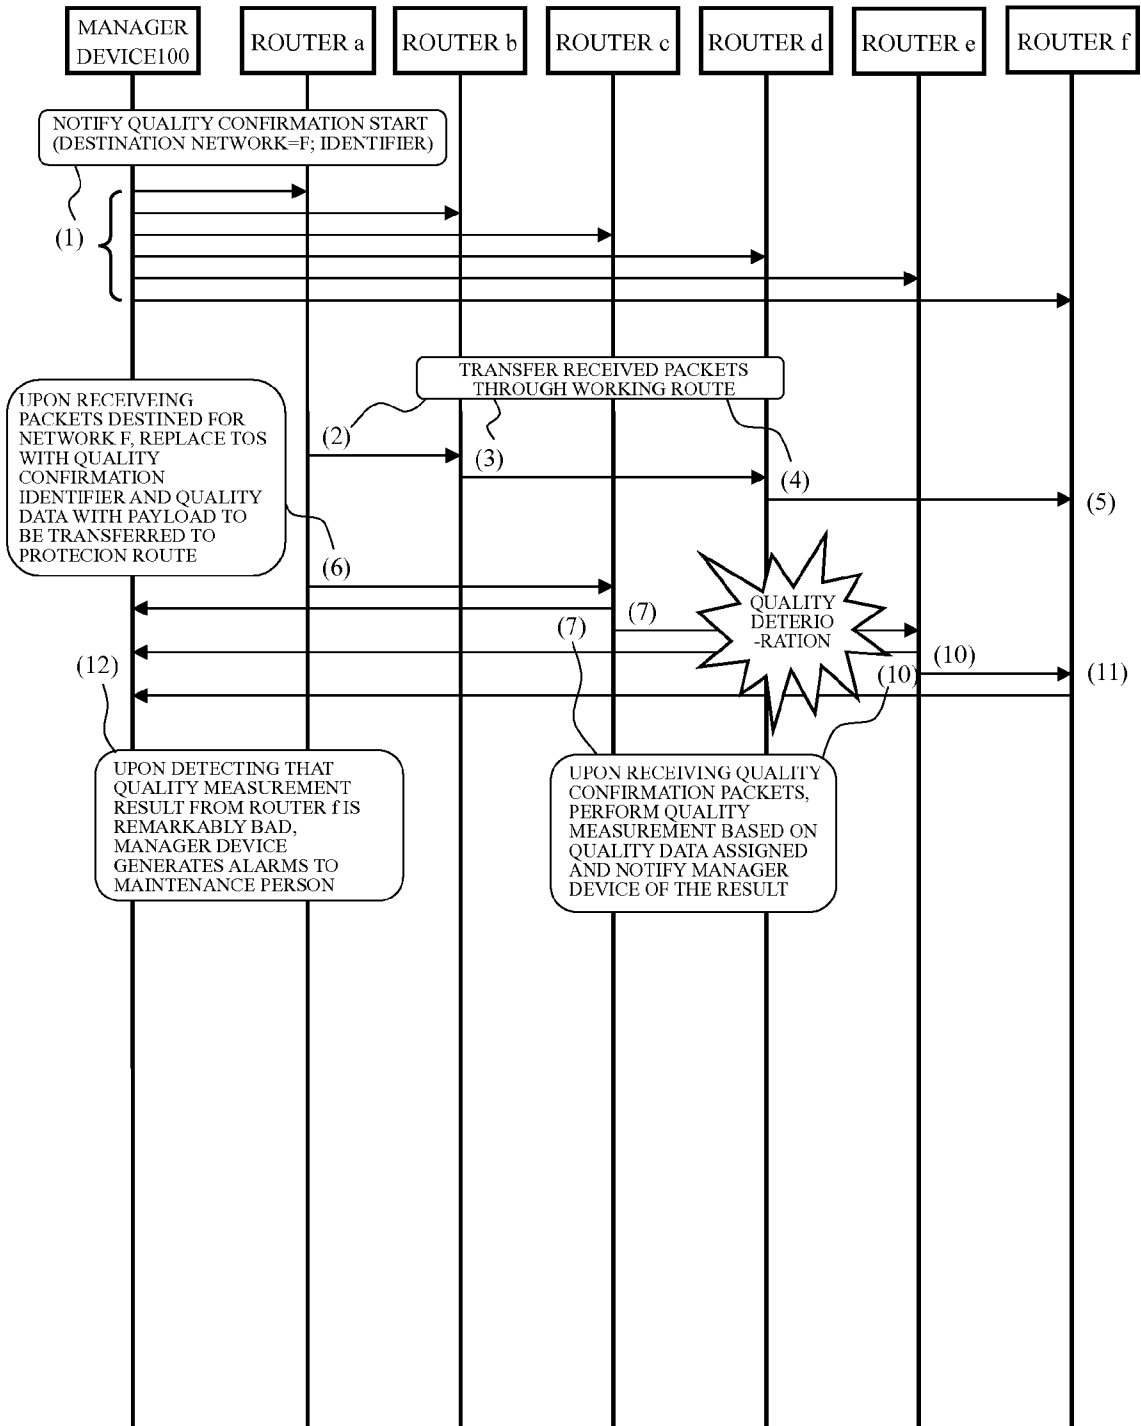 MANAGER
DEVICE100
ROUTER a
ROUTER b
ROUTER c
ROUTER d
ROUTER e
ROUTER f
NOTIFY QUALITY CONFIRMATION START
(DESTINATION NETWORK=F; IDENTIFIER)
(1)
TRANSFER RECEIVED PACKETS
THROUGH WORKING ROUTE
UPON RECEIVEING
PACKETS DESTINED FOR
NETWORK F, REPLACE TOS
WITH QUALITY
CONFIRMATION
IDENTIFIER AND QUALITY
DATA WITH PAYLOAD TO
BE TRANSFERRED TO
PROTECION ROUTE
(2)
(3)
(4)
(5)
(6)
QUALITY
DETERIO
-RATION
(7)
(7)
(10)
(10)
(11)
(12)
UPON DETECTING THAT
QUALITY MEASUREMENT
RESULT FROM ROUTER f IS
REMARKABLY BAD,
MANAGER DEVICE
GENERATES ALARMS TO
MAINTENANCE PERSON
UPON RECEIVING QUALITY
CONFIRMATION PACKETS,
PERFORM QUALITY
MEASUREMENT BASED ON
QUALITY DATA ASSIGNED
AND NOTIFY MANAGER
DEVICE OF THE RESULT